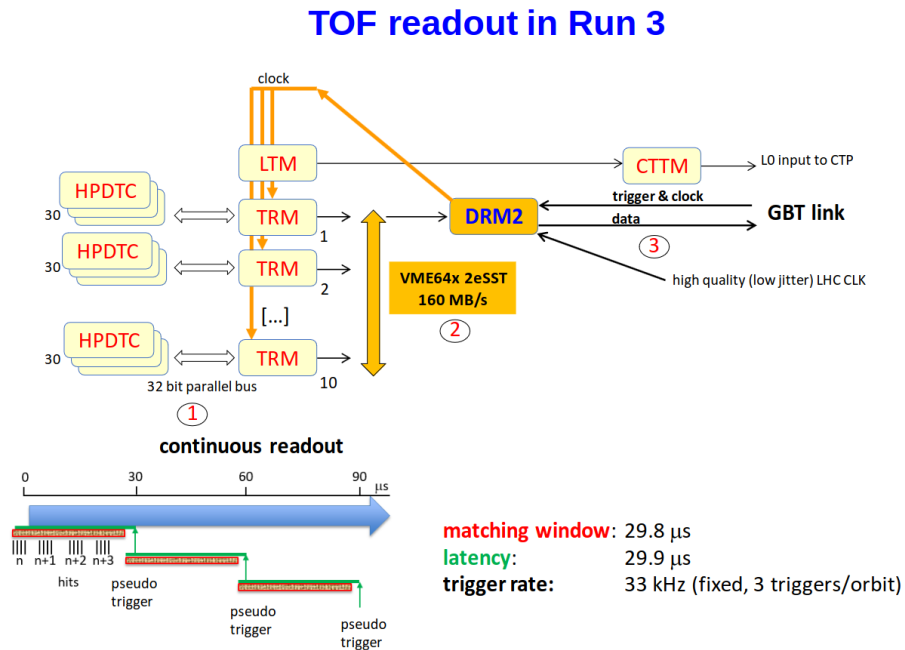 TOF readout in Run 3
clock
LTM
CTTM
L0 input to CTP
HPDTC
30
TRM
1
DRM2
trigger & clock
data
GBT link
3
HPDTC
30
TRM
2
VME64x 2eSST
160 MB/s
2
high quality (low jitter) LHC CLK
[...]
HPDTC
30
TRM
10
32 bit parallel bus
1
continuous readout
0 30 60 90 μs
n n+1 n+2 n+3
hits
pseudo
trigger
pseudo
trigger
pseudo
trigger
matching window: 29.8 μs
latency: 29.9 μs
trigger rate: 33 kHz (fixed, 3 triggers/orbit)